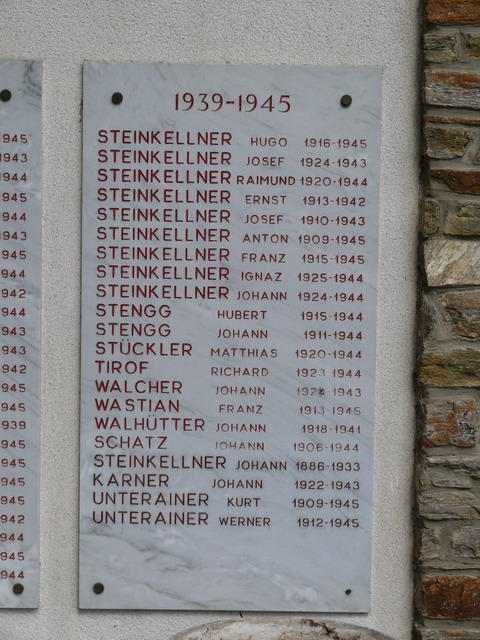 1939-1945
STEINKELLNER HUGO 1916-1945
STEINKELLNER JOSEF 1924-1943
STEINKELLNER RAIMUND 1920-1944
STEINKELLNER ERNST 1913-1942
STEINKELLNER JOSEF 1910-1943
STEINKELLNER ANTON 1909-1945
STEINKELLNER FRANZ 1915-1945
STEINKELLNER IGNAZ 1925-1944
STEINKELLNER JOHANN 1924-1944
STENGG HUBERT 1915-1944
STENGG JOHANN 1911-1944
STÜCKLER MATTHIAS 1920-1944
TIROF RICHARD 1923 1944
WALCHER JOHANN 1924 1943
WASTIAN FRANZ 1913-1945
WALHÜTTER JOHANN 1918-1941
SCHATZ JOHANN 1906-1944
STEINKELLNER JOHANN 1886-1933
KARNER JOHANN 1922-1943
UNTERAINER KURT 1909-1945
UNTERAINER WERNER 1912-1945